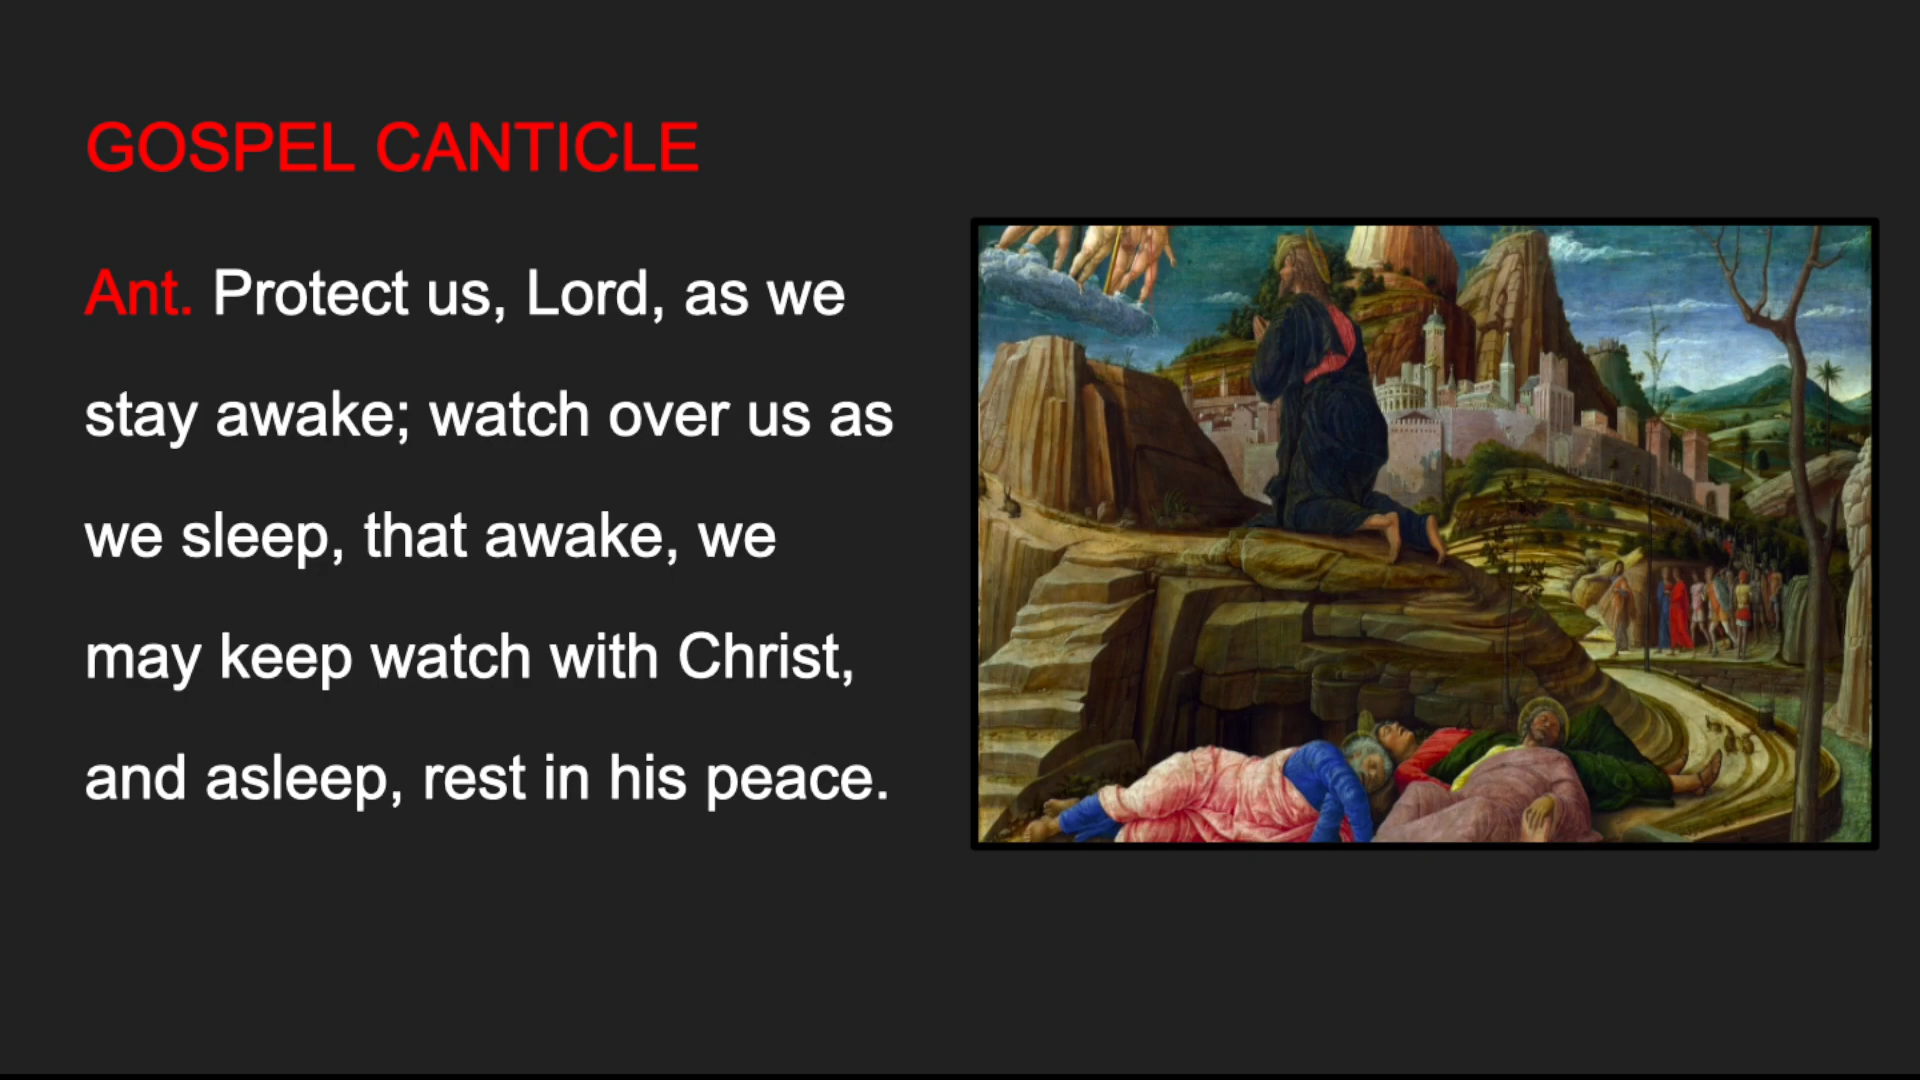 GOSPEL CANTICLE
Ant. Protect us, Lord, as we
stay awake; watch over us as
we sleep, that awake, we
may keep watch with Christ,
and asleep, rest in his peace.